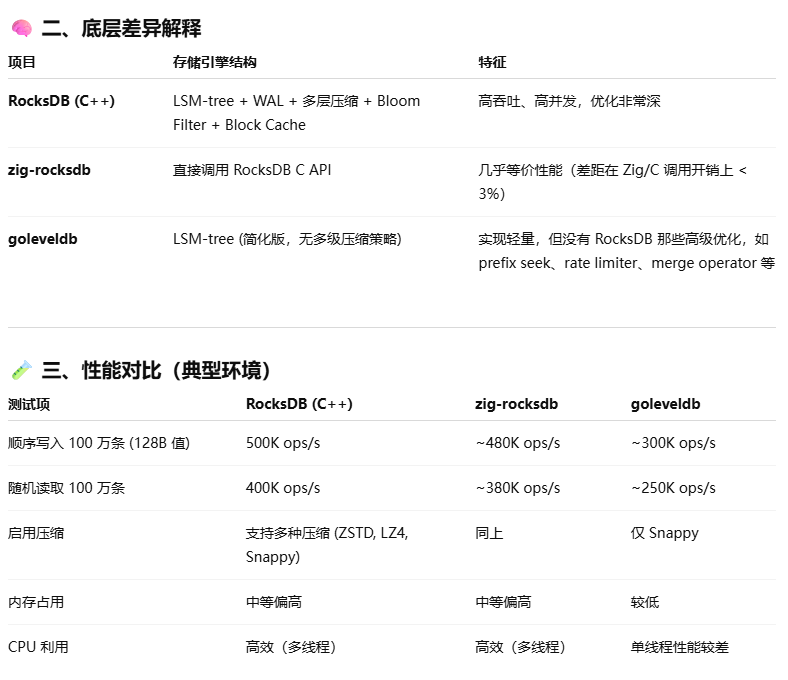 🧠 二、底层差异解释
项目 存储引擎结构 特征
RocksDB (C++) LSM-tree + WAL + 多层压缩 + Bloom 高吞吐、高并发，优化非常深
Filter + Block Cache
zig-rocksdb 直接调用 RocksDB C API 几乎等价性能（差距在 Zig/C 调用开销上 <
3%）
goleveldb LSM-tree (简化版，无多级压缩策略) 实现轻量，但没有 RocksDB 那些高级优化，如
prefix seek、rate limiter、merge operator 等
🧪 三、性能对比（典型环境）
测试项 RocksDB (C++) zig-rocksdb goleveldb
顺序写入 100 万条 (128B 值) 500K ops/s ~480K ops/s ~300K ops/s
随机读取 100 万条 400K ops/s ~380K ops/s ~250K ops/s
启用压缩 支持多种压缩 (ZSTD, LZ4, 同上 仅 Snappy
Snappy)
内存占用 中等偏高 中等偏高 较低
CPU 利用 高效（多线程） 高效（多线程） 单线程性能较差